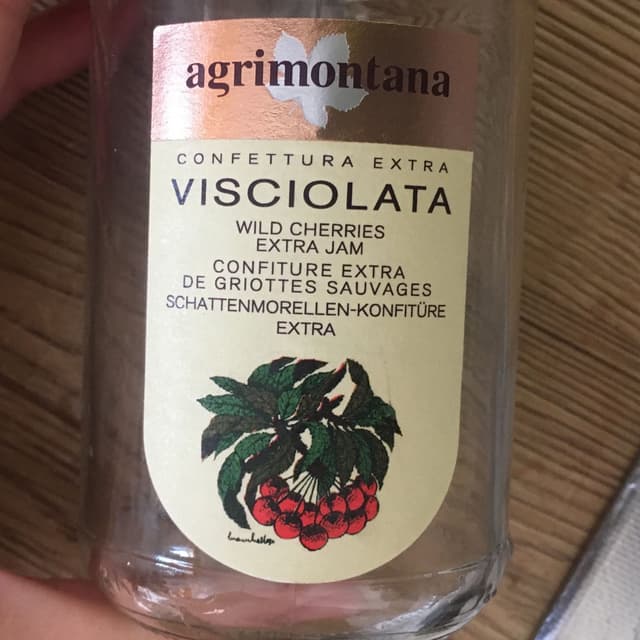 agrimontana
CONFETTURA EXTRA
VISCIOLATA
WILD CHERRIES
EXTRA JAM
CONFITURE EXTRA
DE GRIOTTES SAUVAGES
SCHATTENMORELLEN-KONFITÜRE
EXTRA